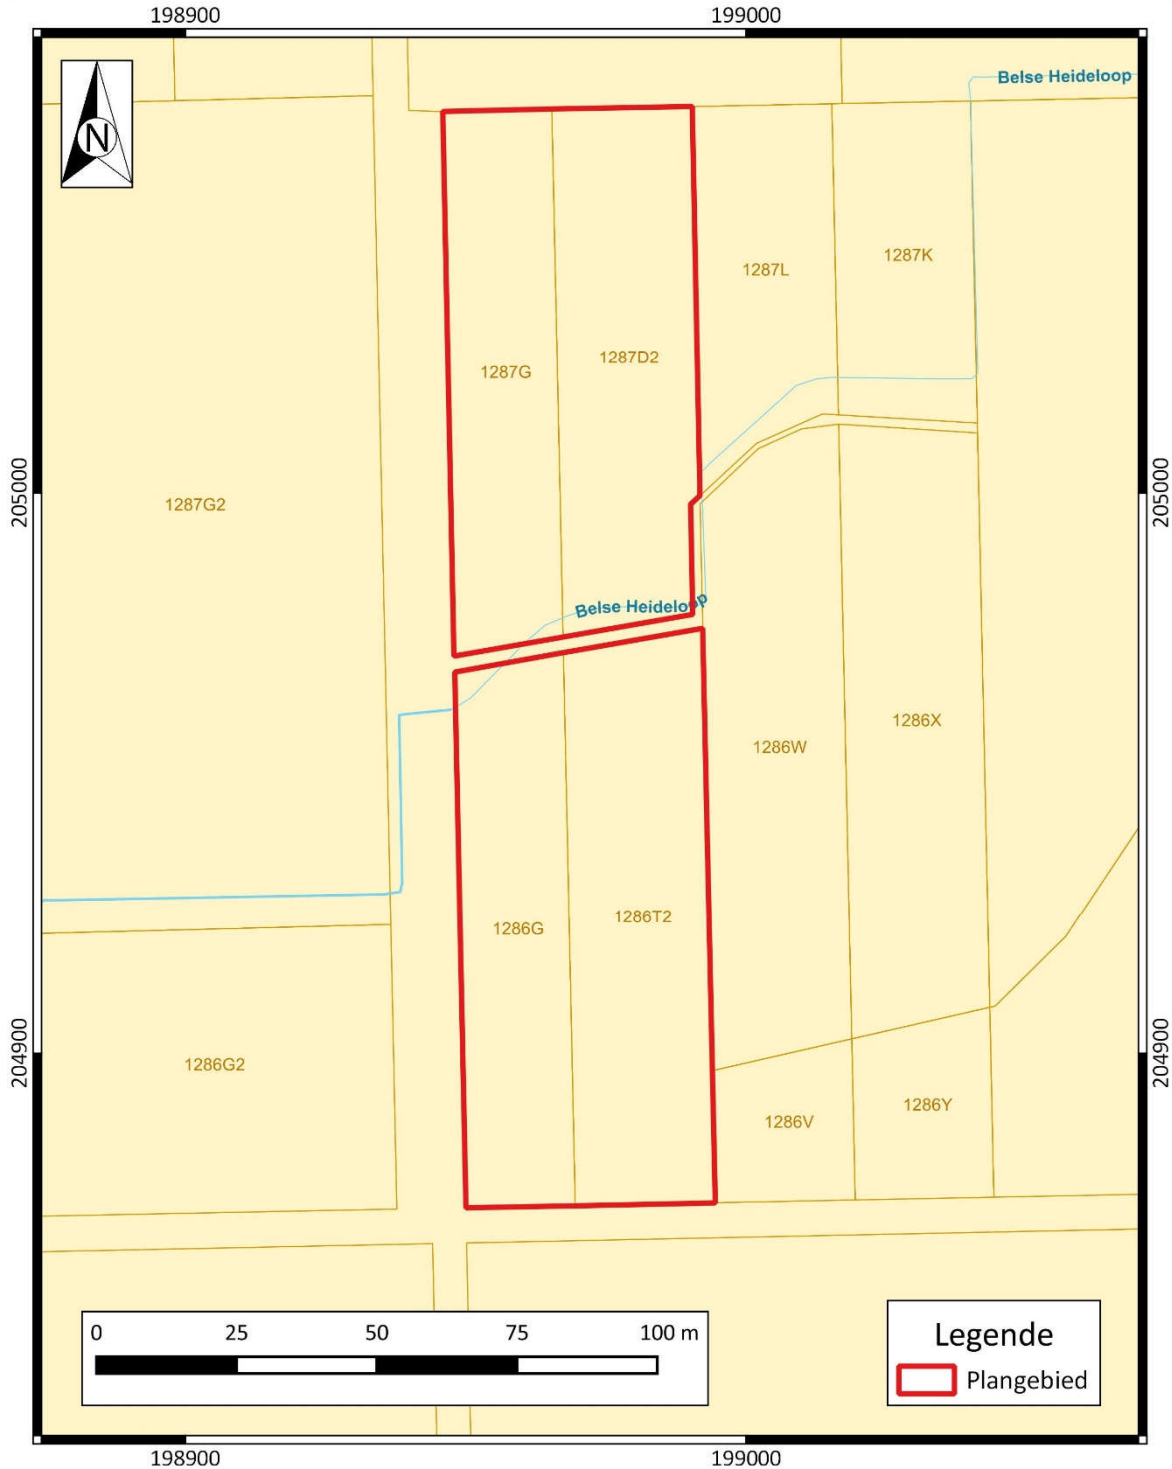 198900
199000
Belse Heideloop
N
1287K
1287L
1287D2
1287G
205000
205000
1287G2
Belse Heideloop
1286X
1286W
1286T2
1286G
204900
204900
1286G2
1286Y
1286V
0 25 50 75 100 m
Legende
Plangebied
198900
199000